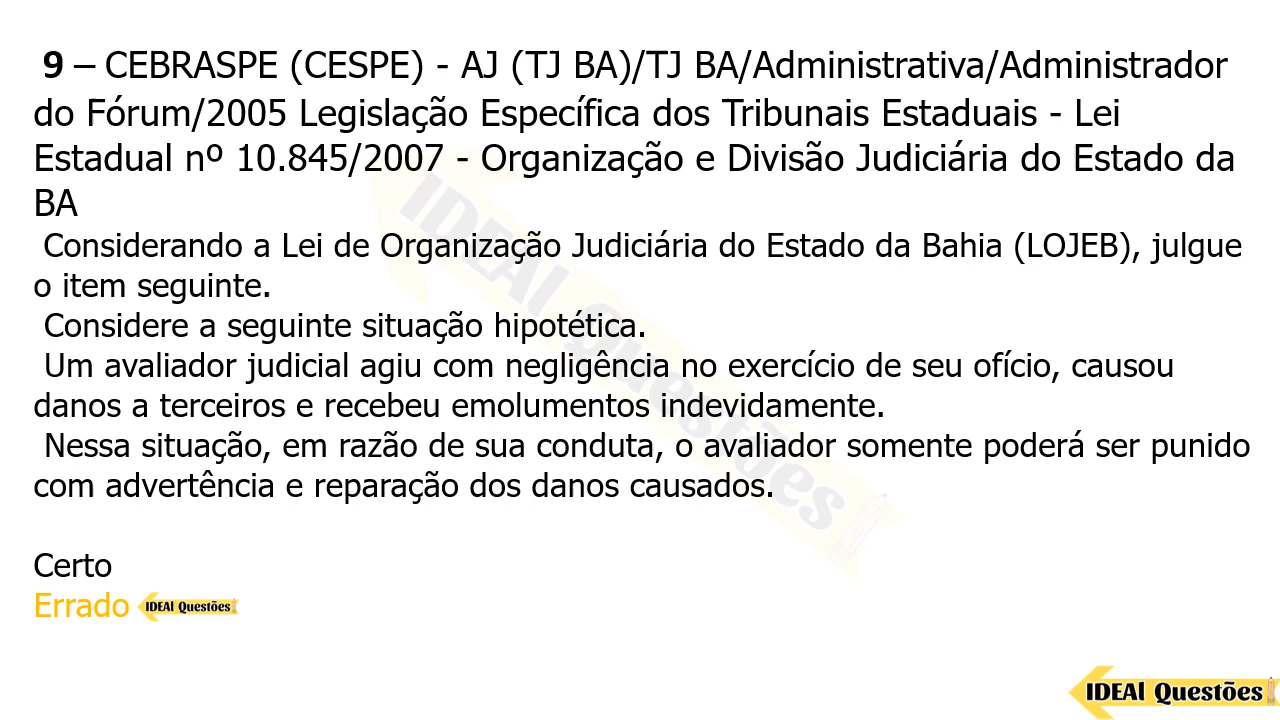 9 – CEBRASPE (CESPE) - AJ (TJ BA)/TJ BA/Administrativa/Administrador
do Fórum/2005 Legislação Específica dos Tribunais Estaduais - Lei
Estadual nº 10.845/2007 - Organização e Divisão Judiciária do Estado da
BA
Considerando a Lei de Organização Judiciária do Estado da Bahia (LOJEB), julgue
o item seguinte.
Considere a seguinte situação hipotética.
Um avaliador judicial agiu com negligência no exercício de seu ofício, causou
danos a terceiros e recebeu emolumentos indevidamente.
Nessa situação, em razão de sua conduta, o avaliador somente poderá ser punido
com advertência e reparação dos danos causados.
IDEAl Questões
Certo
Errado IDEAl Questões
IDEAl Questões